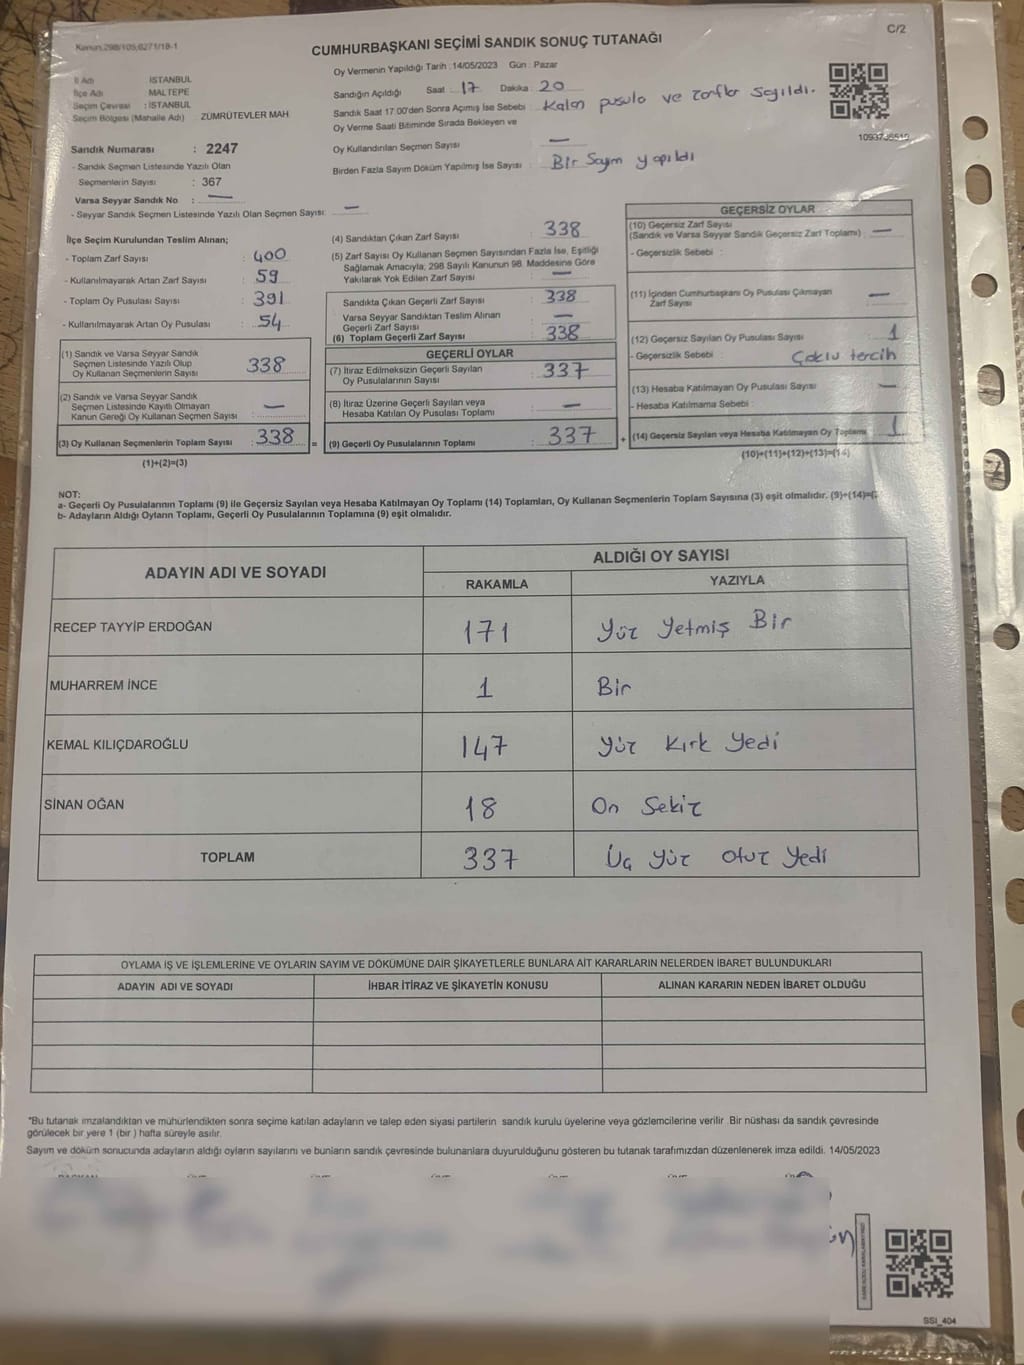 Kanun.298/105,6271/18-1
C/2
CUMHURBAŞKANI SEÇİMİ SANDIK SONUÇ TUTANAĞI
İl Adı İSTANBUL
İlçe Adı MALTEPE
Seçim Çevresi : İSTANBUL
Seçim Bölgesi (Mahalle Adı) ZÜMRÜTEVLER MAH
Oy Vermenin Yapıldığı Tarih : 14/05/2023 Gün : Pazar
Sandığın Açıldığı Saat : 17 Dakika : 20
Sandık Saat 17:00'den Sonra Açımış İse Sebebi : Kalan pusula ve zarflar sayıldı.
Oy Verme Saati Bitiminde Sırada Bekleyen ve
Oy Kullandırılan Seçmen Sayısı : —
Birden Fazla Sayım Döküm Yapılmış İse Sayısı : Bir Sayım yapıldı
Sandık Numarası : 2247
- Sandık Seçmen Listesinde Yazılı Olan
Seçmenlerin Sayısı : 367
Varsa Seyyar Sandık No : —
- Seyyar Sandık Seçmen Listesinde Yazılı Olan Seçmen Sayısı: —
İlçe Seçim Kurulundan Teslim Alınan;
- Toplam Zarf Sayısı : 400
- Kullanılmayarak Artan Zarf Sayısı : 59
- Toplam Oy Pusulası Sayısı : 391
- Kullanılmayarak Artan Oy Pusulası : 54
(1) Sandık ve Varsa Seyyar Sandık
Seçmen Listesinde Yazılı Olup
Oy Kullanan Seçmenlerin Sayısı : 338
(2) Sandık ve Varsa Seyyar Sandık
Seçmen Listesinde Kayıtlı Olmayan
Kanun Gereği Oy Kullanan Seçmen Sayısı : —
(3) Oy Kullanan Seçmenlerin Toplam Sayısı : 338 =
(1)+(2)=(3)
(4) Sandıktan Çıkan Zarf Sayısı : 338
(5) Zarf Sayısı Oy Kullanan Seçmen Sayısından Fazla İse, Eşitliği
Sağlamak Amacıyla, 298 Sayılı Kanunun 98. Maddesine Göre
Yakılarak Yok Edilen Zarf Sayısı : —
Sandıkta Çıkan Geçerli Zarf Sayısı : 338
Varsa Seyyar Sandıktan Teslim Alınan
Geçerli Zarf Sayısı : —
(6) Toplam Geçerli Zarf Sayısı : 338
GEÇERLİ OYLAR
(7) İtiraz Edilmeksizin Geçerli Sayılan
Oy Pusulalarının Sayısı : 337
(8) İtiraz Üzerine Geçerli Sayılan veya
Hesaba Katılan Oy Pusulası Toplamı : —
(9) Geçerli Oy Pusulalarının Toplamı : 337 +
GEÇERSİZ OYLAR
(10) Geçersiz Zarf Sayısı
(Sandık ve Varsa Seyyar Sandık Geçersiz Zarf Toplamı) : —
- Geçersizlik Sebebi :
(11) İçinden Cumhurbaşkanı Oy Pusulası Çıkmayan
Zarf Sayısı : —
(12) Geçersiz Sayılan Oy Pusulası Sayısı : 1
- Geçersizlik Sebebi : Çoklu tercih
(13) Hesaba Katılmayan Oy Pusulası Sayısı : —
- Hesaba Katılmama Sebebi :
(14) Geçersiz Sayılan veya Hesaba Katılmayan Oy Toplamı : 1
(10)+(11)+(12)+(13)=(14)
NOT:
a- Geçerli Oy Pusulalarının Toplamı (9) ile Geçersiz Sayılan veya Hesaba Katılmayan Oy Toplamı (14) Toplamları, Oy Kullanan Seçmenlerin Toplam Sayısına (3) eşit olmalıdır. (9)+(14)=(
b- Adayların Aldığı Oyların Toplamı, Geçerli Oy Pusulalarının Toplamına (9) eşit olmalıdır.
ADAYIN ADI VE SOYADI ALDIĞI OY SAYISI
RAKAMLA YAZIYLA
RECEP TAYYİP ERDOĞAN 171 Yüz Yetmiş Bir
MUHARREM İNCE 1 Bir
KEMAL KILIÇDAROĞLU 147 Yüz Kırk Yedi
SİNAN OĞAN 18 On Sekiz
TOPLAM 337 Üç Yüz Otuz Yedi
OYLAMA İŞ VE İŞLEMLERİNE VE OYLARIN SAYIM VE DÖKÜMÜNE DAİR ŞİKAYETLERLE BUNLARA AİT KARARLARIN NELERDEN İBARET BULUNDUKLARI
ADAYIN ADI VE SOYADI İHBAR İTİRAZ VE ŞİKAYETİN KONUSU ALINAN KARARIN NEDEN İBARET OLDUĞU
*Bu tutanak imzalandıktan ve mühürlendikten sonra seçime katılan adayların ve talep eden siyasi partilerin sandık kurulu üyelerine veya gözlemcilerine verilir. Bir nüshası da sandık çevresinde
görülecek bir yere 1 (bir ) hafta süreyle asılır.
Sayım ve döküm sonucunda adayların aldığı oyların sayılarını ve bunların sandık çevresinde bulunanlara duyurulduğunu gösteren bu tutanak tarafımızdan düzenlenerek imza edildi. 14/05/2023
SSI_404